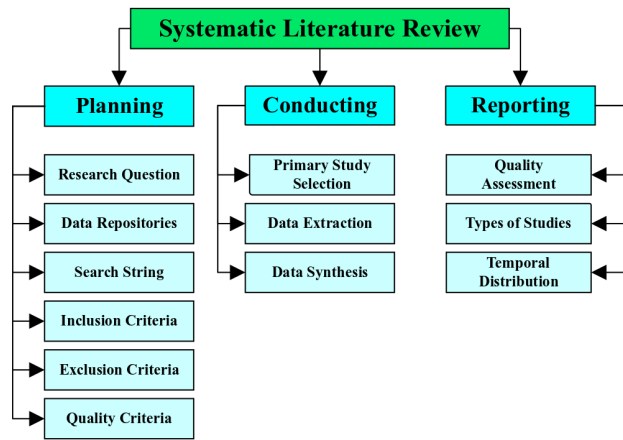 Systematic Literature Review
Planning
Conducting
Reporting
Research Question
Data Repositories
Search String
Inclusion Criteria
Exclusion Criteria
Quality Criteria
Primary Study
Selection
Data Extraction
Data Synthesis
Quality
Assessment
Types of Studies
Temporal
Distribution